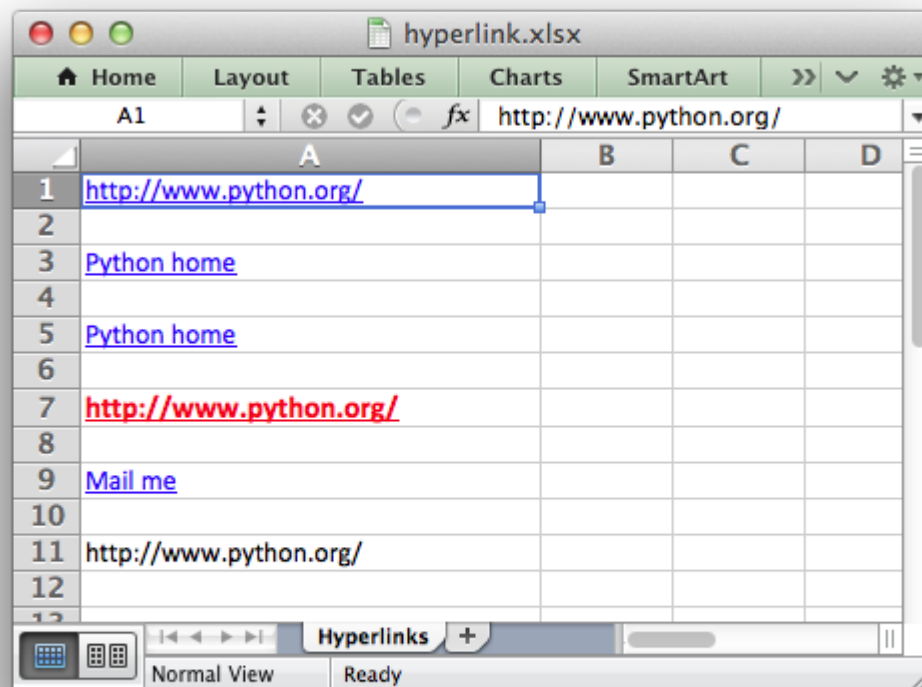 hyperlink.xlsx
Home Layout Tables Charts SmartArt
A1 fx http://www.python.org/
A B C D
1 http://www.python.org/
2
3 Python home
4
5 Python home
6
7 http://www.python.org/
8
9 Mail me
10
11 http://www.python.org/
12
13
Hyperlinks +
Normal View Ready